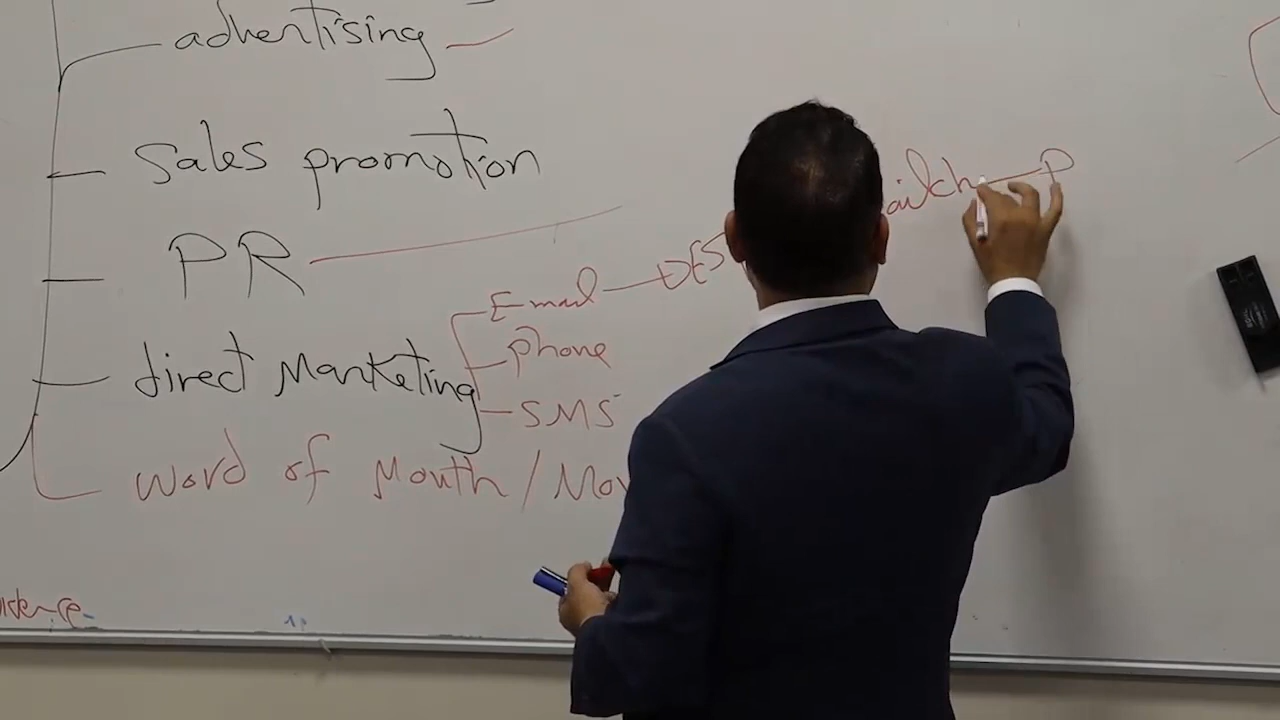 advertising
Sales promotion
PR
Email
phone
direct Marketing
SMS
word of Mouth /